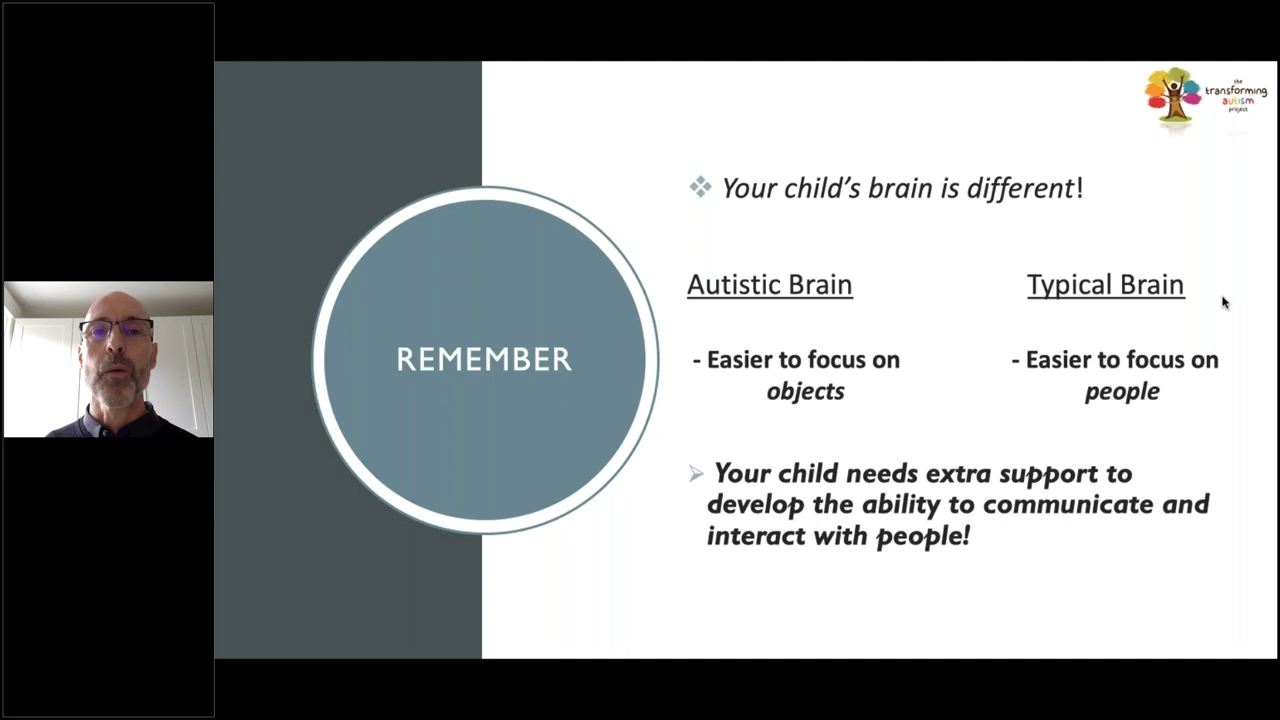 the
transforming
autism
project
Your child's brain is different!
Autistic Brain
Typical Brain
- Easier to focus on
objects
- Easier to focus on
people
REMEMBER
Your child needs extra support to
develop the ability to communicate and
interact with people!